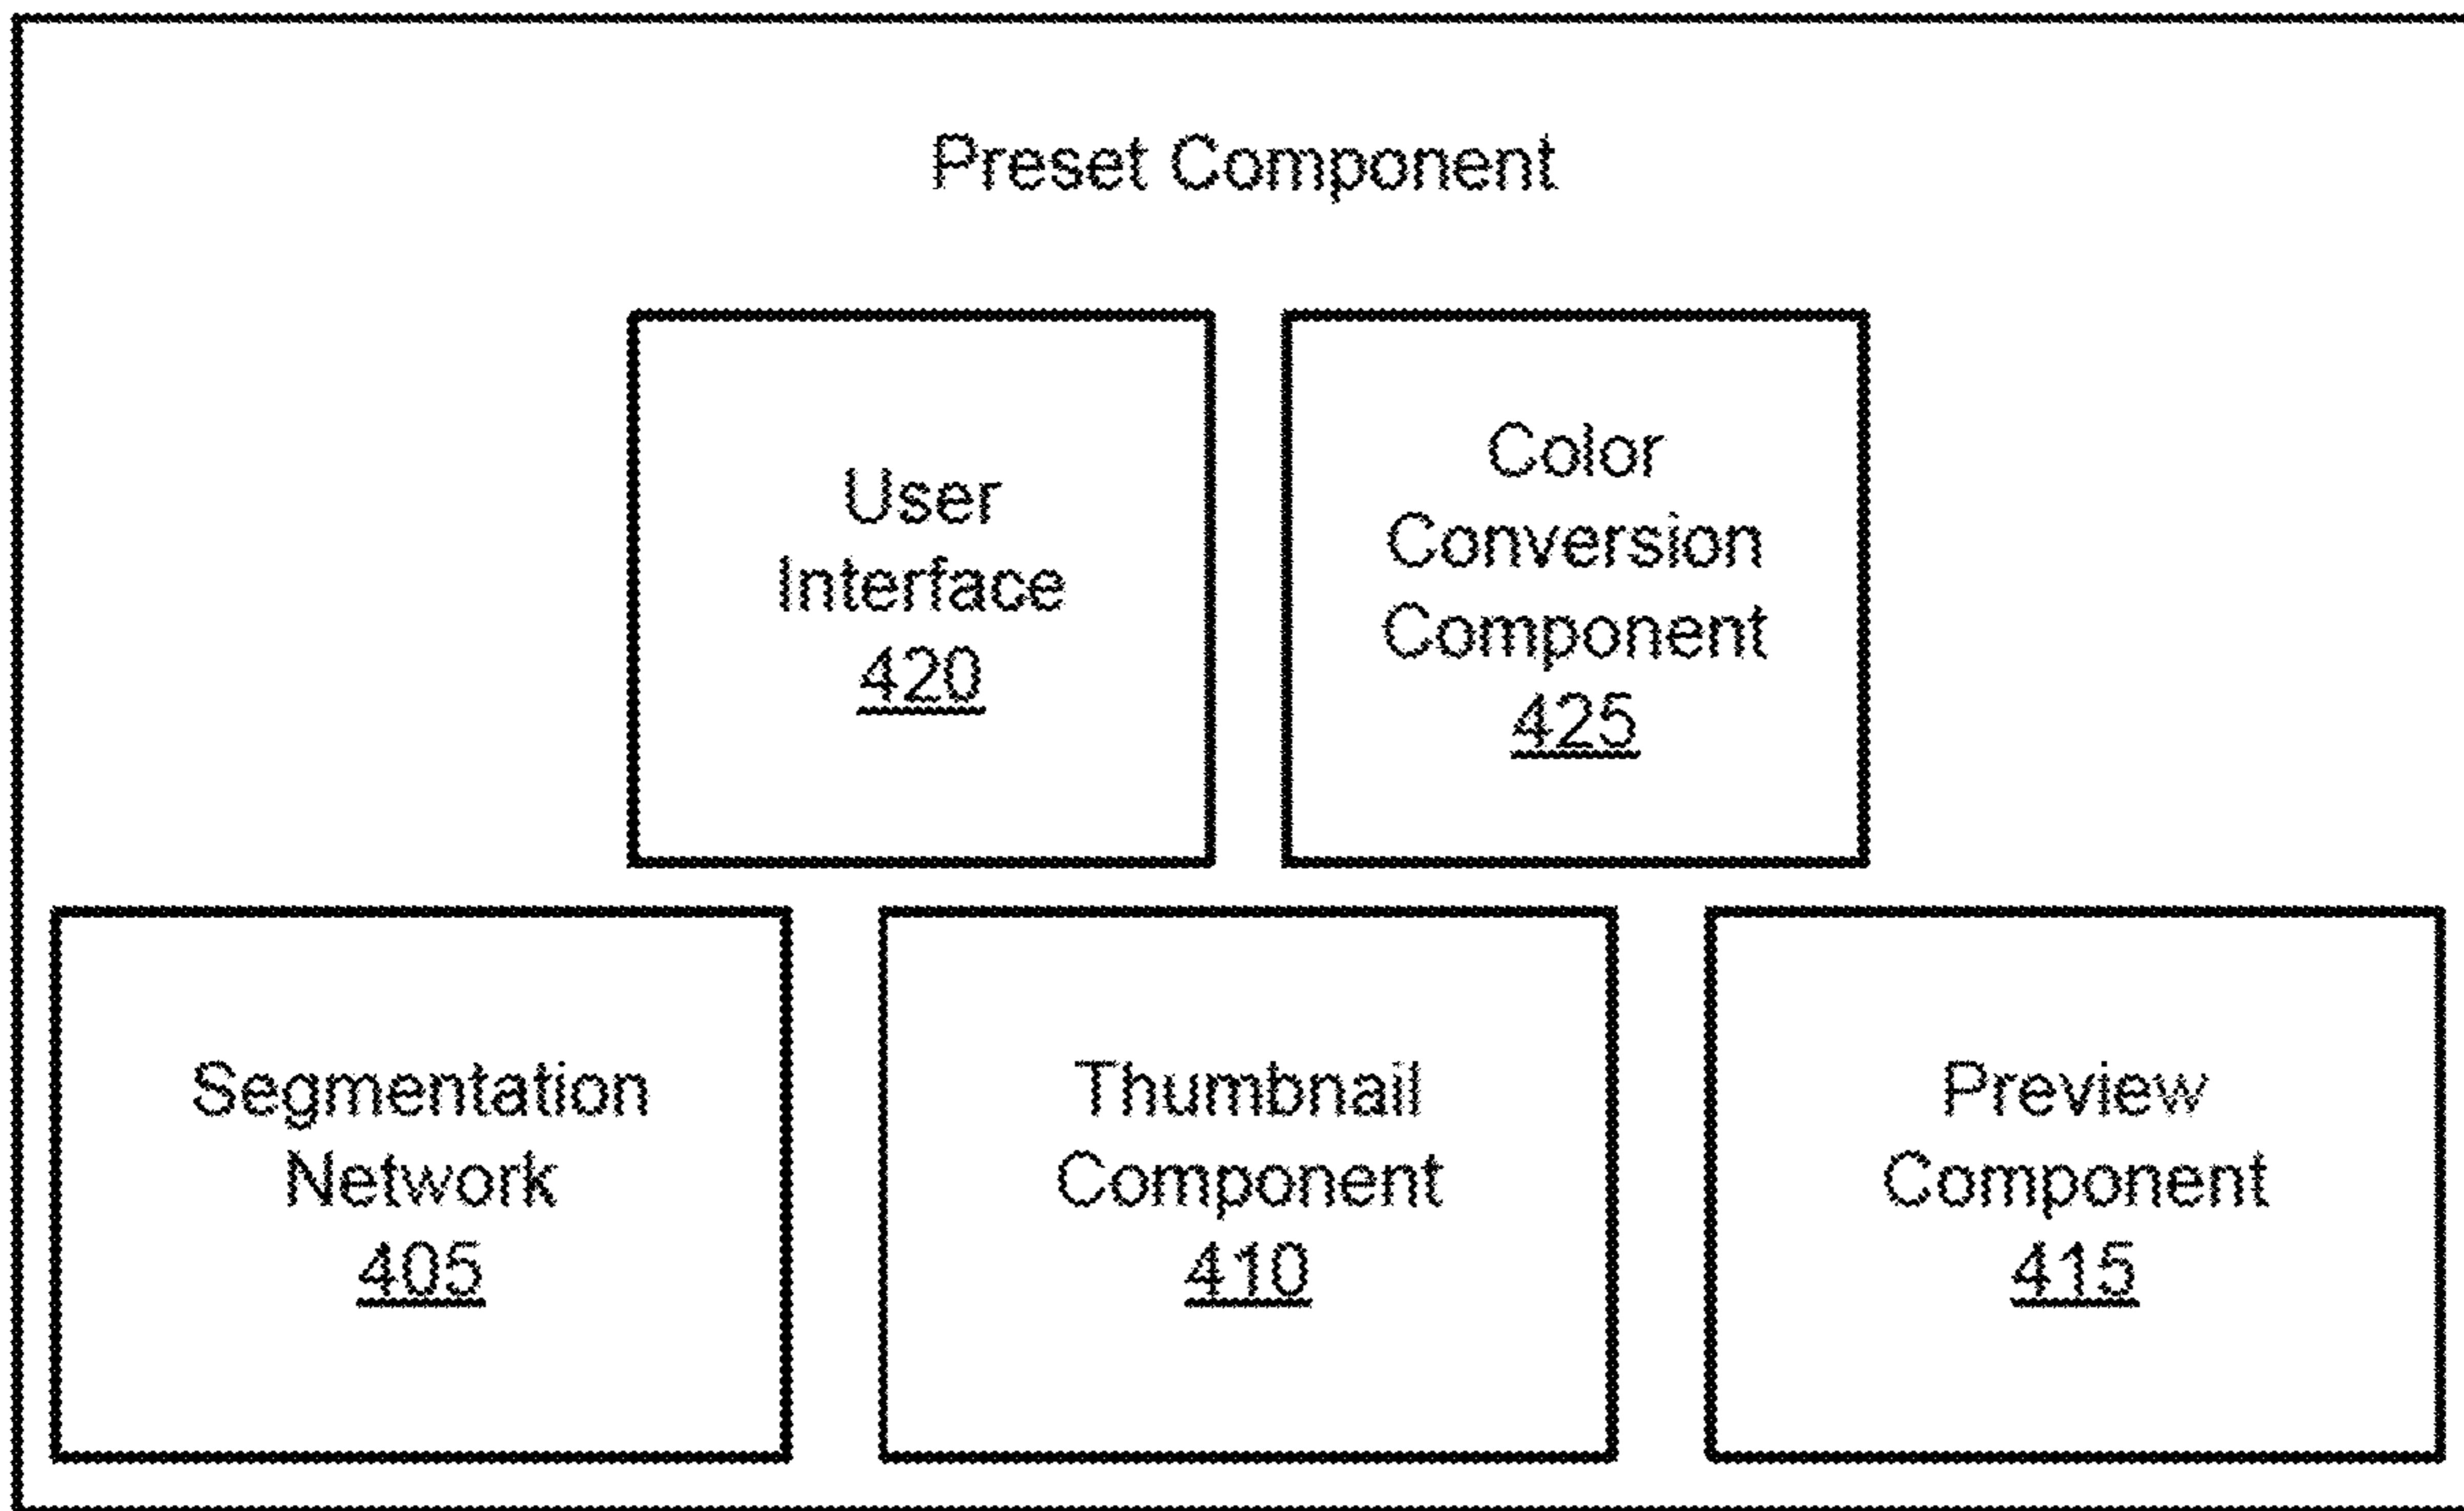 Preset Component
User
Interface
420
Color
Conversion
Component
425
Segmentation
Network
405
Thumbnail
Component
410
Preview
Component
415